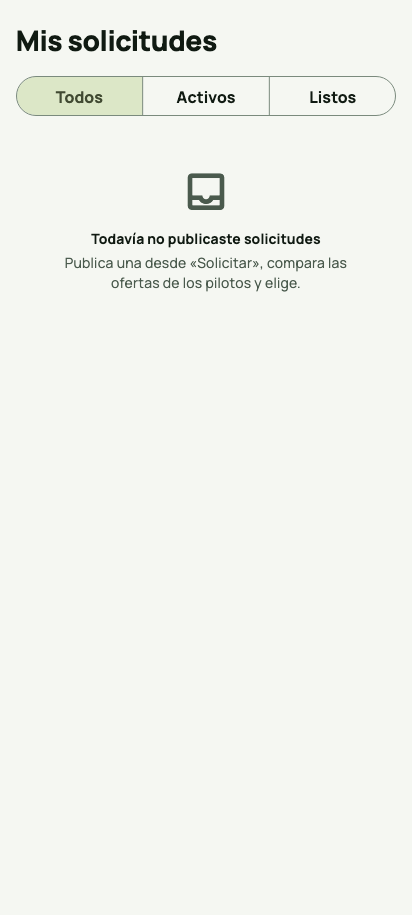 Mis solicitudes
Todos
Activos
Listos
Todavía no publicaste solicitudes
Publica una desde «Solicitar», compara las
ofertas de los pilotos y elige.